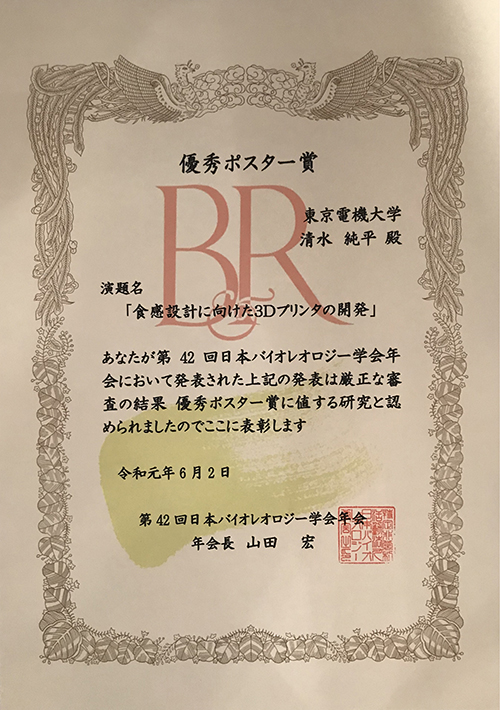 優秀ポスター賞
B&R
東京電機大学
清水 純平 殿
演題名
「食感設計に向けた3Dプリンタの開発」
あなたが第 42 回日本バイオレオロジー学会年
会において発表された上記の発表は厳正な審
査の結果 優秀ポスター賞に値する研究と認
められましたのでここに表彰します
令和元年6月2日
第42回日本バイオレオロジー学会年会
年会長 山田 宏